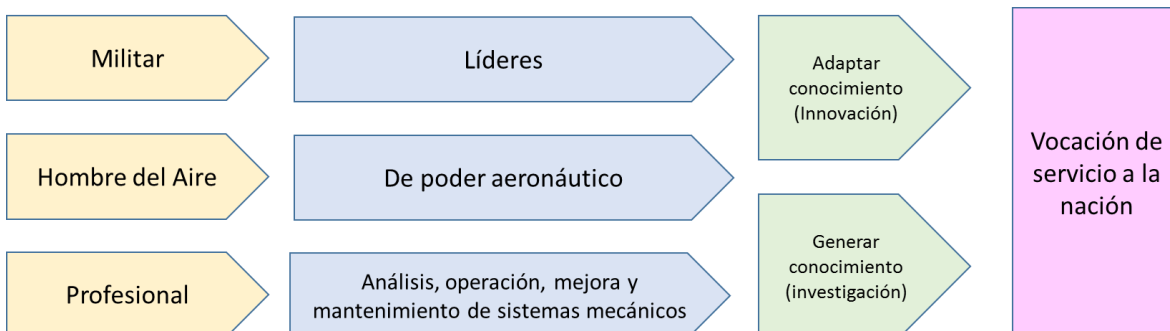 Militar
Líderes
Adaptar
conocimiento
(Innovación)
Hombre del Aire
De poder aeronáutico
Vocación de
servicio a la
nación
Profesional
Análisis, operación, mejora y
mantenimiento de sistemas mecánicos
Generar
conocimiento
(investigación)